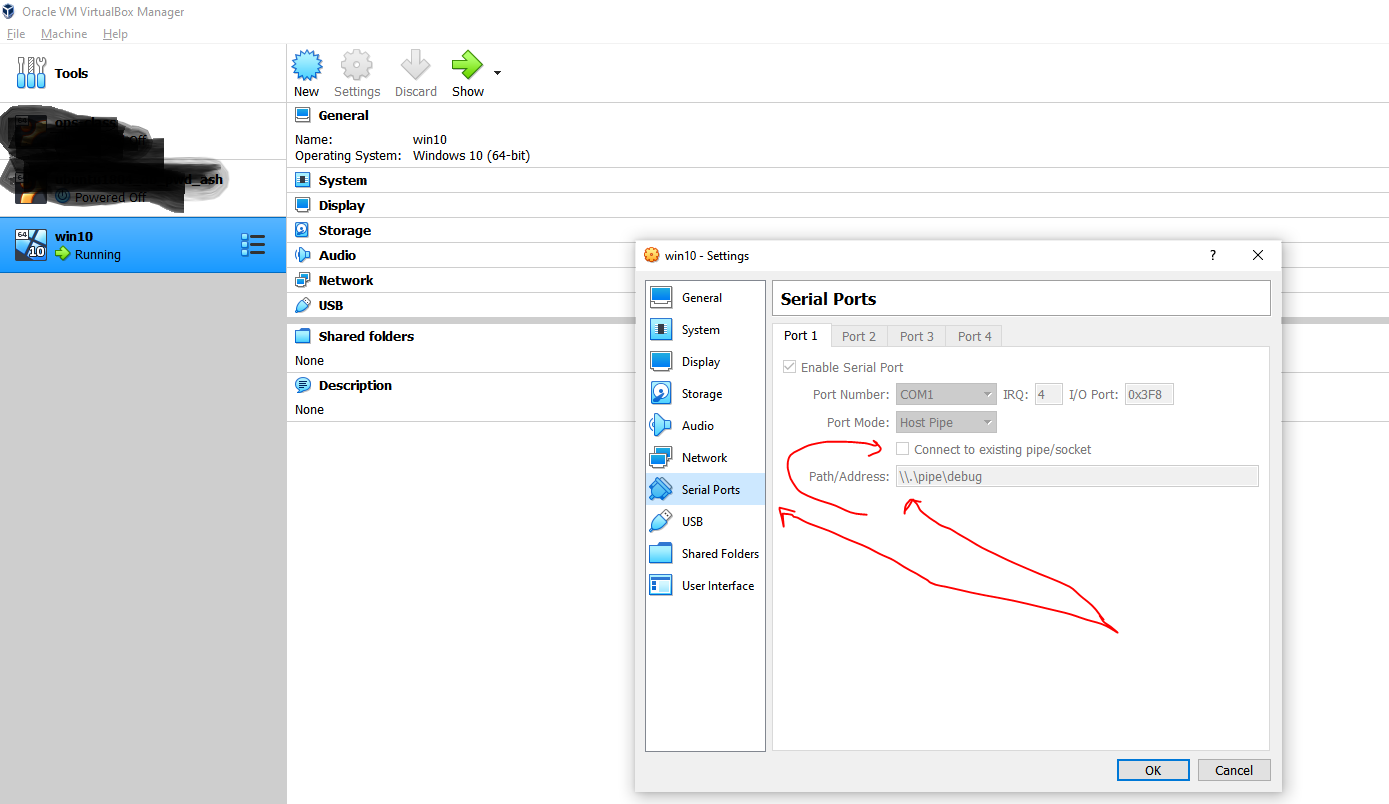 Oracle VM VirtualBox Manager
File Machine Help
Tools
New Settings Discard Show
General
Name: win10
Operating System: Windows 10 (64-bit)
System
Display
Storage
Audio
Network
USB
Shared folders
None
Description
None
Powered Off
64
10
win10
Running
win10 - Settings
?
General
System
Display
Storage
Audio
Network
Serial Ports
USB
Shared Folders
User Interface
Serial Ports
Port 1 Port 2 Port 3 Port 4
Enable Serial Port
Port Number: COM1 IRQ: 4 I/O Port: 0x3F8
Port Mode: Host Pipe
Connect to existing pipe/socket
Path/Address: \\.\pipe\debug
OK Cancel